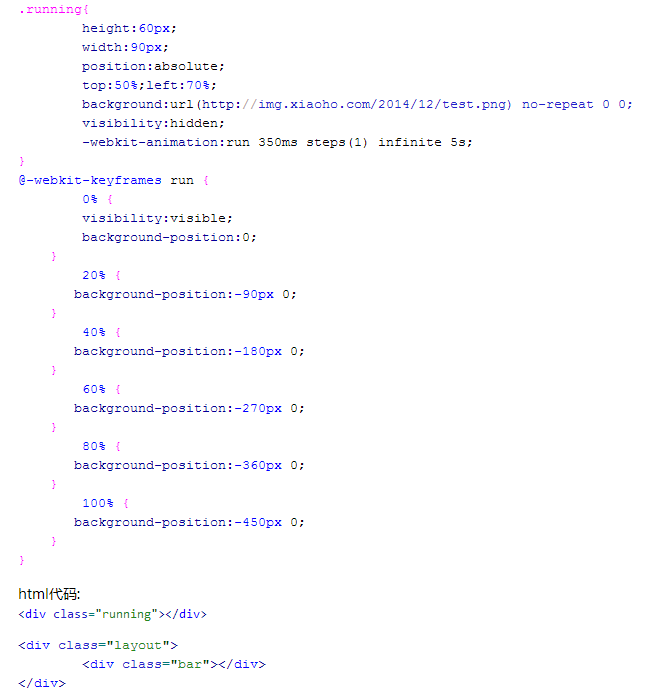 .running{
height:60px;
width:90px;
position:absolute;
top:50%;left:70%;
background:url(http://img.xiaoho.com/2014/12/test.png) no-repeat 0 0;
visibility:hidden;
-webkit-animation:run 350ms steps(1) infinite 5s;
}
@-webkit-keyframes run {
0% {
visibility:visible;
background-position:0;
}
20% {
background-position:-90px 0;
}
40% {
background-position:-180px 0;
}
60% {
background-position:-270px 0;
}
80% {
background-position:-360px 0;
}
100% {
background-position:-450px 0;
}
}
html代码:
<div class="running"></div>
<div class="layout">
<div class="bar"></div>
</div>